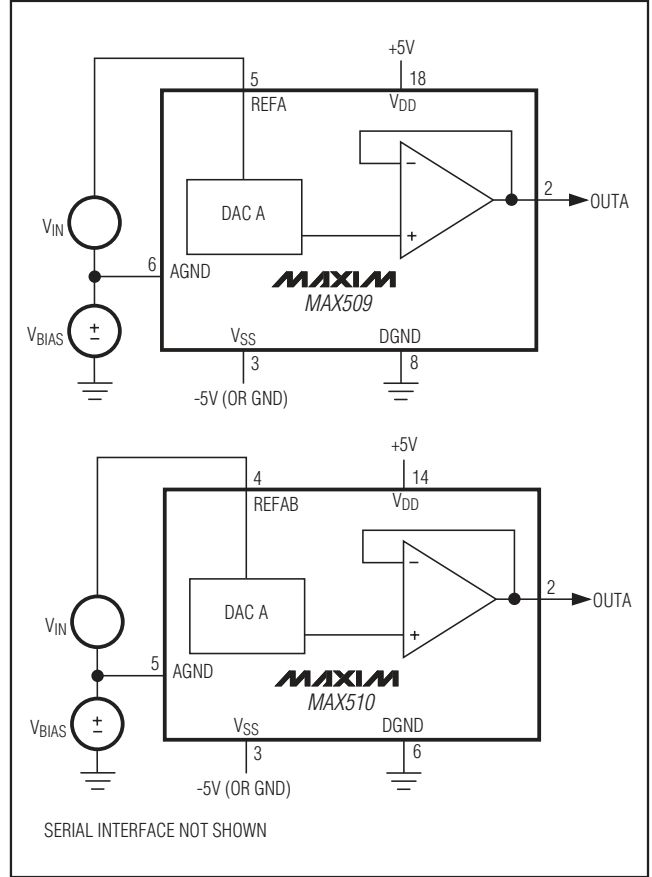 +5V
5
18
REFA
VDD
−
DAC A
2
OUTA
VIN
+
6
AGND
MAXIM
MAX509
VBIAS
+
−
VSS
DGND
3
8
-5V (OR GND)
+5V
4
14
REFAB
VDD
−
DAC A
2
OUTA
VIN
+
5
AGND
MAXIM
MAX510
VBIAS
+
−
VSS
DGND
3
6
-5V (OR GND)
SERIAL INTERFACE NOT SHOWN